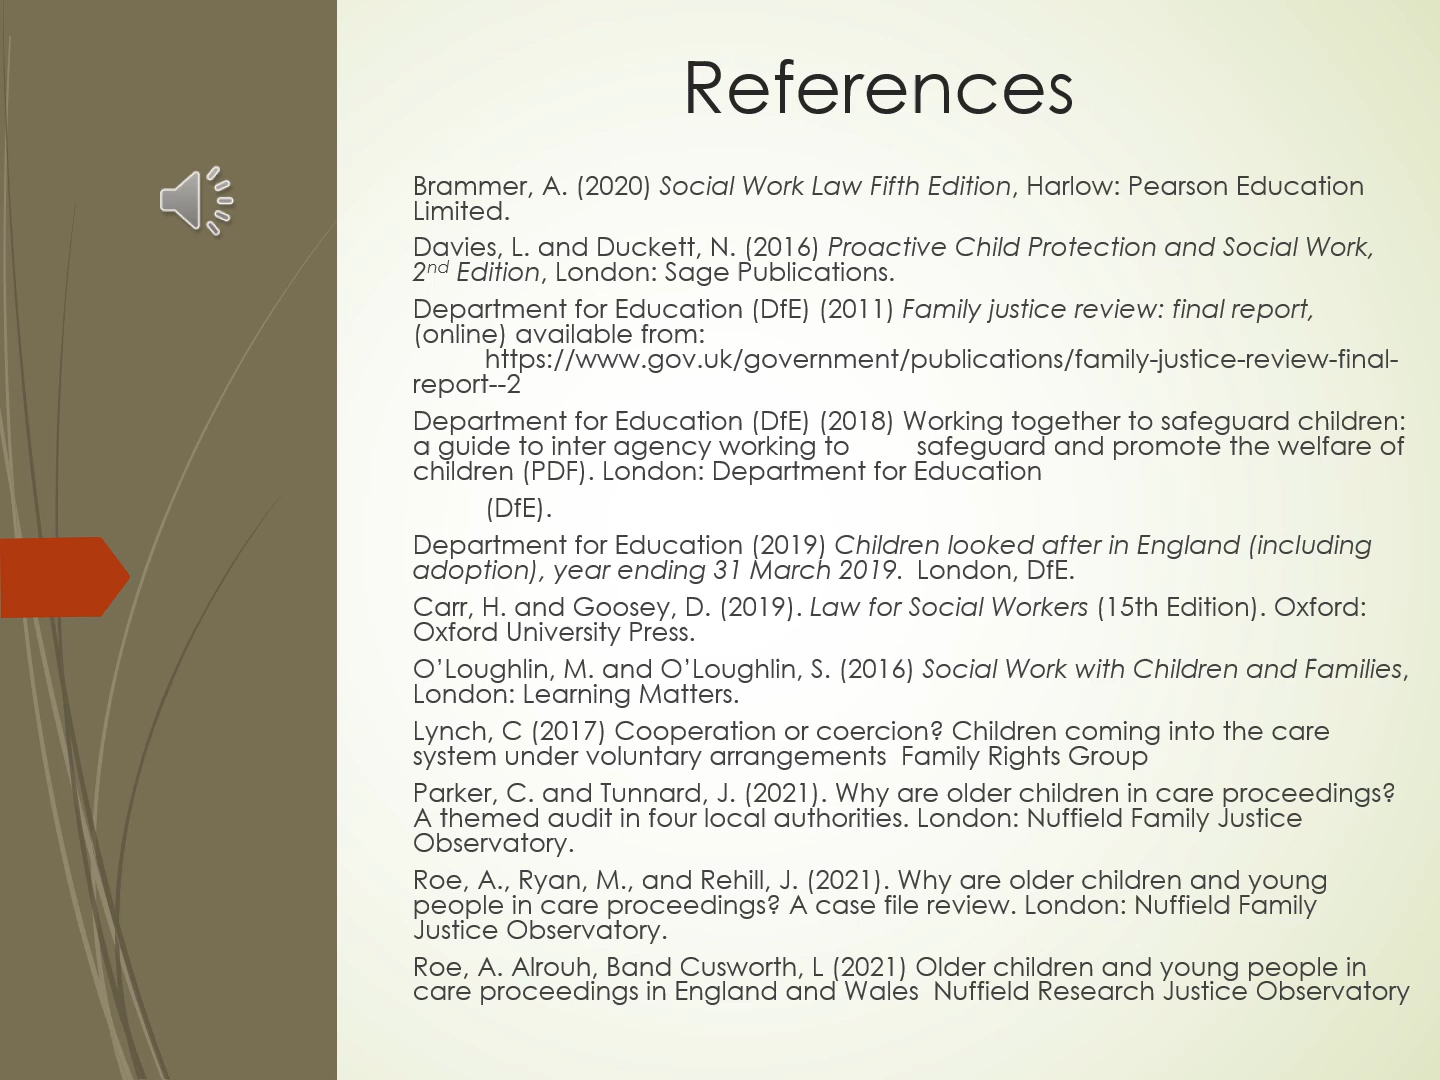 References
Brammer, A. (2020) Social Work Law Fifth Edition, Harlow: Pearson Education
Limited.
Davies, L. and Duckett, N. (2016) Proactive Child Protection and Social Work,
2nd Edition, London: Sage Publications.
Department for Education (DfE) (2011) Family justice review: final report,
(online) available from:
https://www.gov.uk/government/publications/family-justice-review-final-
report--2
Department for Education (DfE) (2018) Working together to safeguard children:
a guide to inter agency working to safeguard and promote the welfare of
children (PDF). London: Department for Education
(DfE).
Department for Education (2019) Children looked after in England (including
adoption), year ending 31 March 2019. London, DfE.
Carr, H. and Goosey, D. (2019). Law for Social Workers (15th Edition). Oxford:
Oxford University Press.
O’Loughlin, M. and O’Loughlin, S. (2016) Social Work with Children and Families,
London: Learning Matters.
Lynch, C (2017) Cooperation or coercion? Children coming into the care
system under voluntary arrangements Family Rights Group
Parker, C. and Tunnard, J. (2021). Why are older children in care proceedings?
A themed audit in four local authorities. London: Nuffield Family Justice
Observatory.
Roe, A., Ryan, M., and Rehill, J. (2021). Why are older children and young
people in care proceedings? A case file review. London: Nuffield Family
Justice Observatory.
Roe, A. Alrouh, Band Cusworth, L (2021) Older children and young people in
care proceedings in England and Wales Nuffield Research Justice Observatory